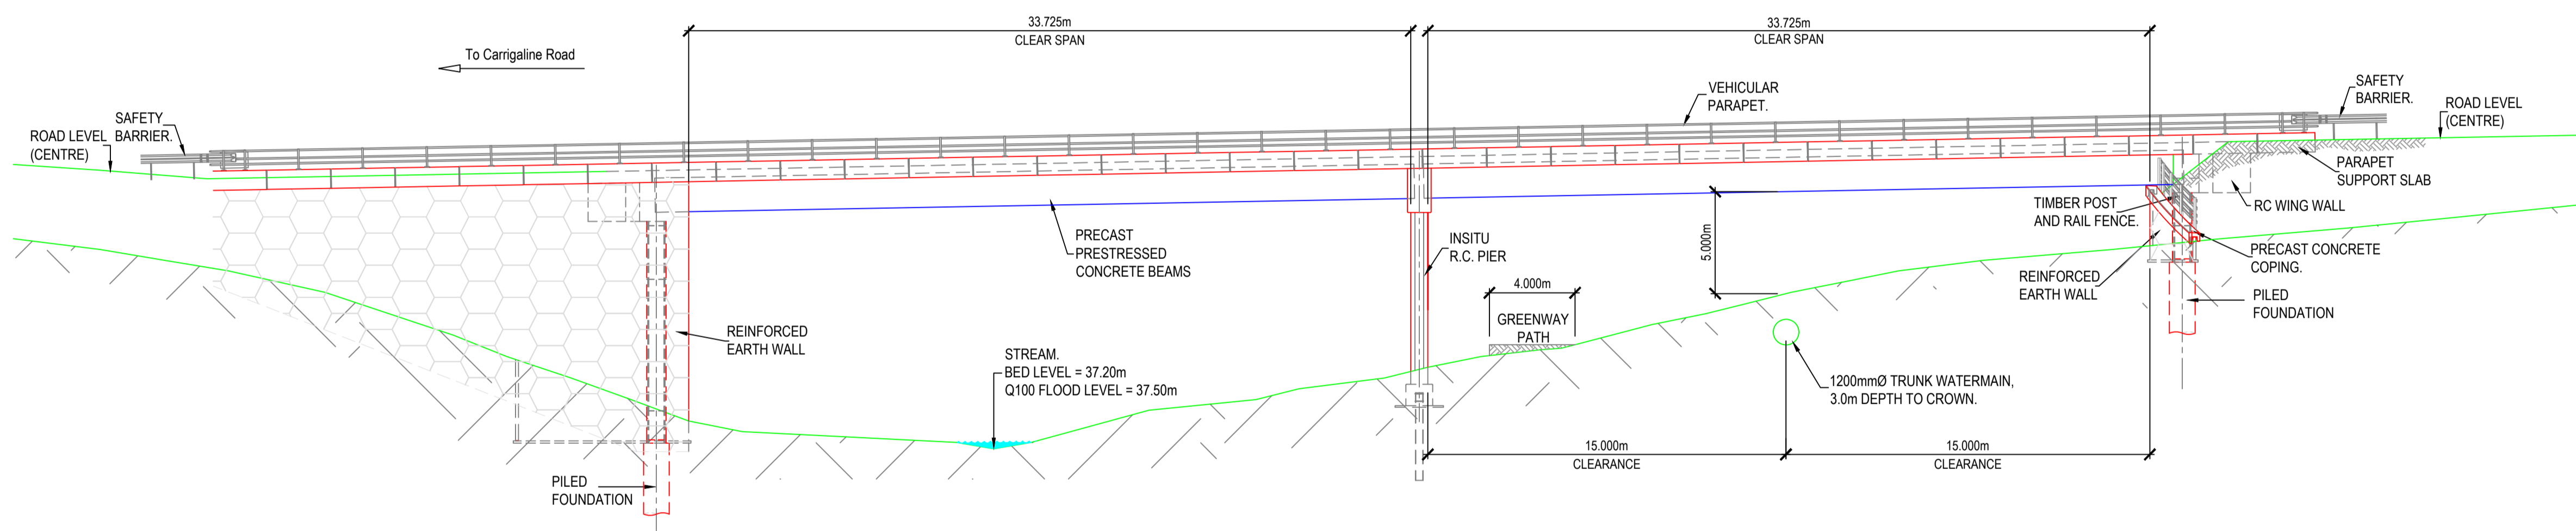 33.725m
CLEAR SPAN
33.725m
CLEAR SPAN
To Carrigaline Road
SAFETY
BARRIER.
ROAD LEVEL
(CENTRE)
VEHICULAR
PARAPET.
SAFETY
BARRIER.
ROAD LEVEL
(CENTRE)
PARAPET
SUPPORT SLAB
RC WING WALL
TIMBER POST
AND RAIL FENCE.
PRECAST
PRESTRESSED
CONCRETE BEAMS
INSITU
R.C. PIER
5.000m
PRECAST CONCRETE
COPING.
REINFORCED
EARTH WALL
PILED
FOUNDATION
4.000m
GREENWAY
PATH
REINFORCED
EARTH WALL
STREAM.
BED LEVEL = 37.20m
Q100 FLOOD LEVEL = 37.50m
1200mmØ TRUNK WATERMAIN,
3.0m DEPTH TO CROWN.
15.000m
CLEARANCE
15.000m
CLEARANCE
PILED
FOUNDATION